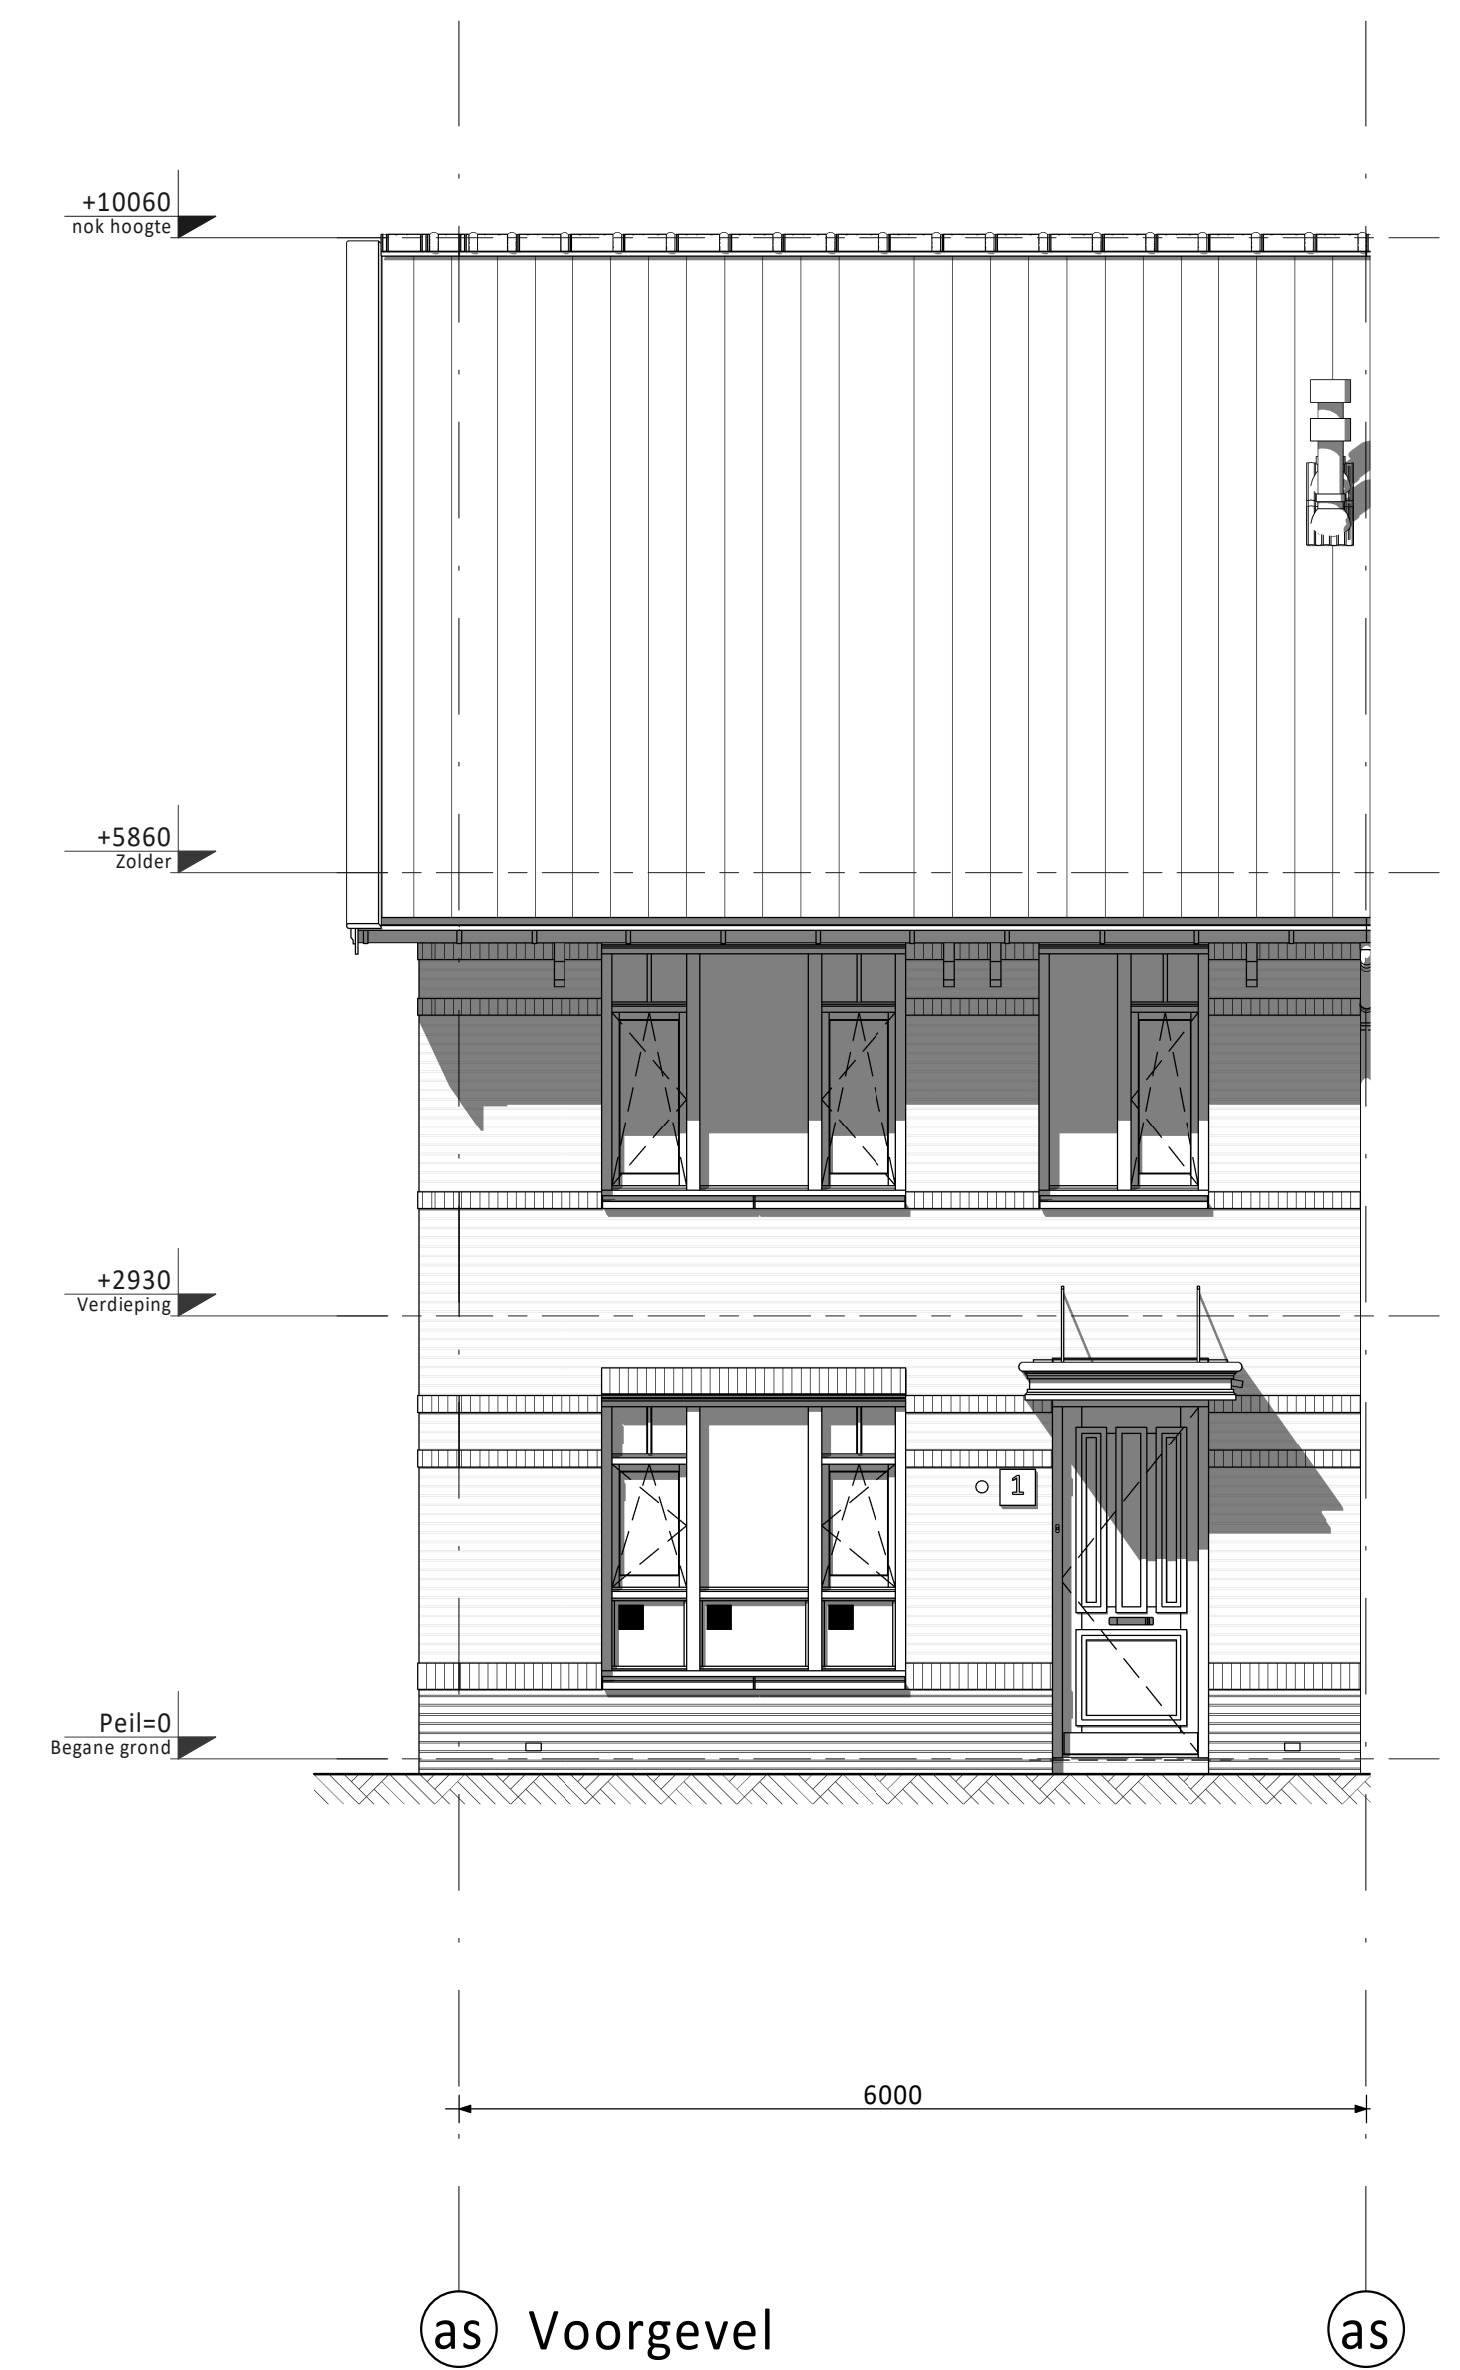 +10060
nok hoogte
+5860
Zolder
+2930
Verdieping
1
Peil=0
Begane grond
6000
as Voorgevel as